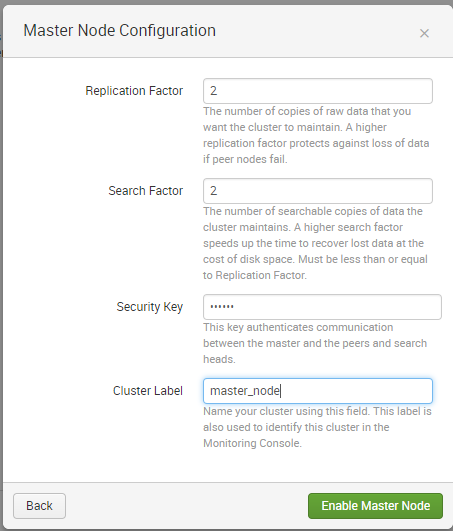 Master Node Configuration ×
Replication Factor 2
The number of copies of raw data that you
want the cluster to maintain. A higher
replication factor protects against loss of data
if peer nodes fail.
Search Factor 2
The number of searchable copies of data the
cluster maintains. A higher search factor
speeds up the time to recover lost data at the
cost of disk space. Must be less than or equal
to Replication Factor.
Security Key ••••••
This key authenticates communication
between the master and the peers and search
heads.
Cluster Label master_node
Name your cluster using this field. This label is
also used to identify this cluster in the
Monitoring Console.
Back Enable Master Node